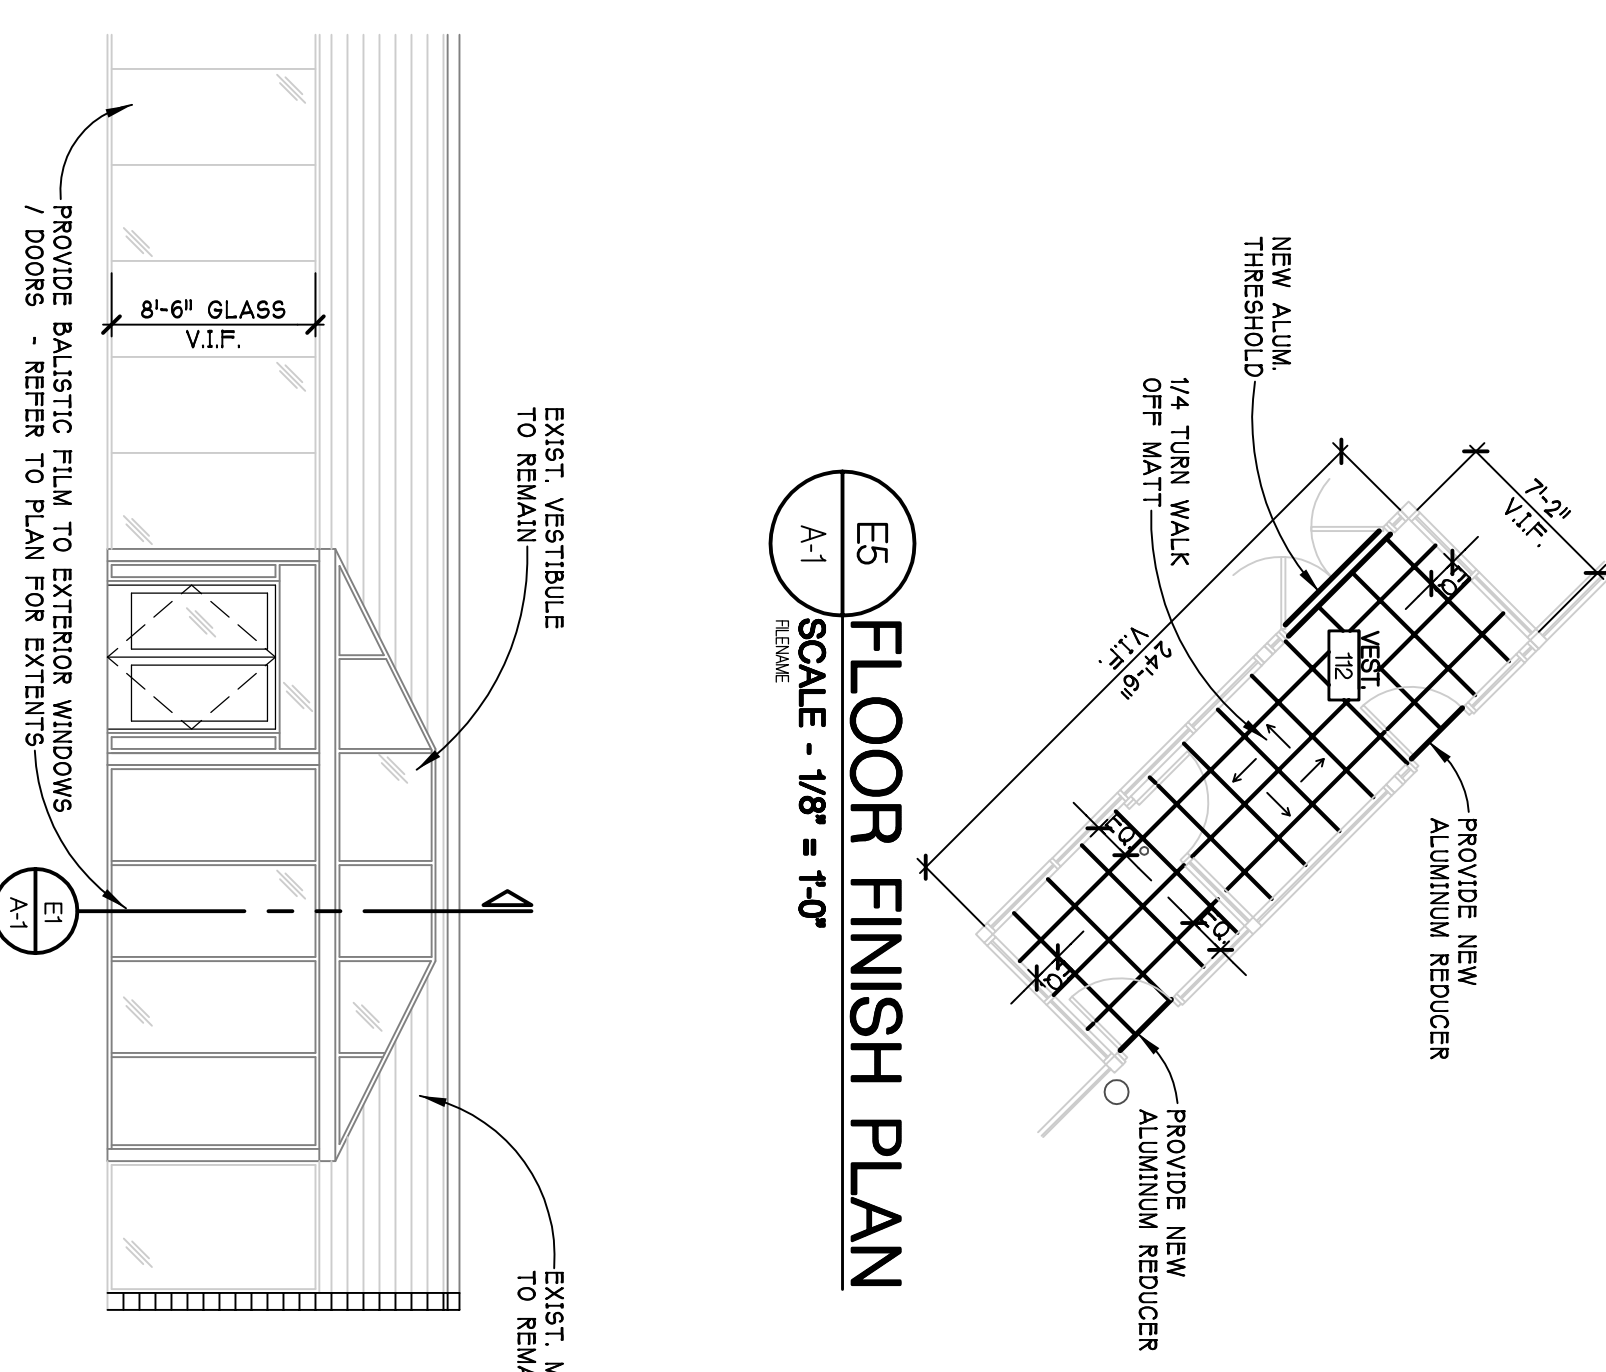 7'-2"
V.I.F.
NEW ALUM.
THRESHOLD
1/4 TURN WALK
OFF MATT
EQ.
VEST.
112
24'-6"
V.I.F.
PROVIDE NEW
ALUMINUM REDUCER
EQ.
EQ.
EQ.
PROVIDE NEW
ALUMINUM REDUCER
E5
A-1
FLOOR FINISH PLAN
SCALE - 1/8" = 1'-0"
FILENAME
EXIST. VESTIBULE
TO REMAIN
EXIST.
TO
8'-6" GLASS
V.I.F.
PROVIDE BALISTIC FILM TO EXTERIOR WINDOWS
/ DOORS - REFER TO PLAN FOR EXTENTS
E1
A-1